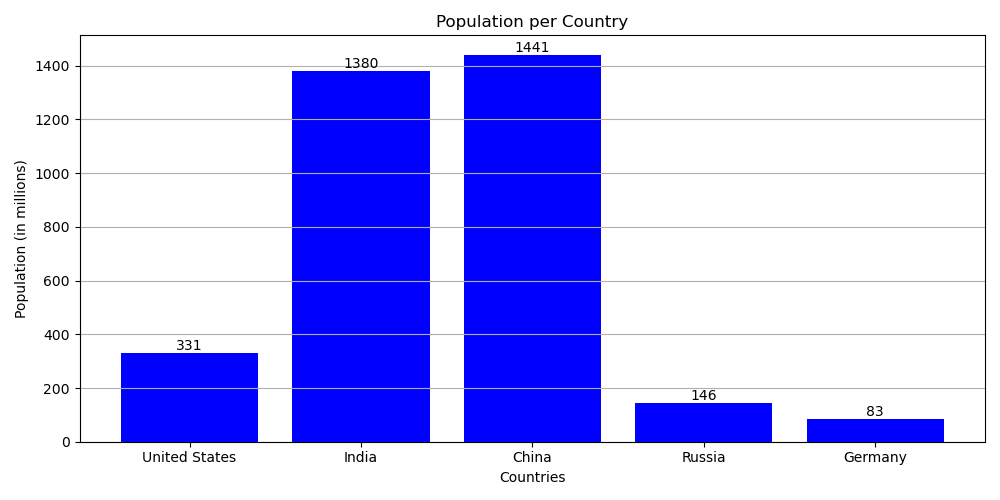 Population per Country
Population (in millions)
1400
1200
1000
800
600
400
200
0
331
1380
1441
146
83
United States
India
China
Russia
Germany
Countries